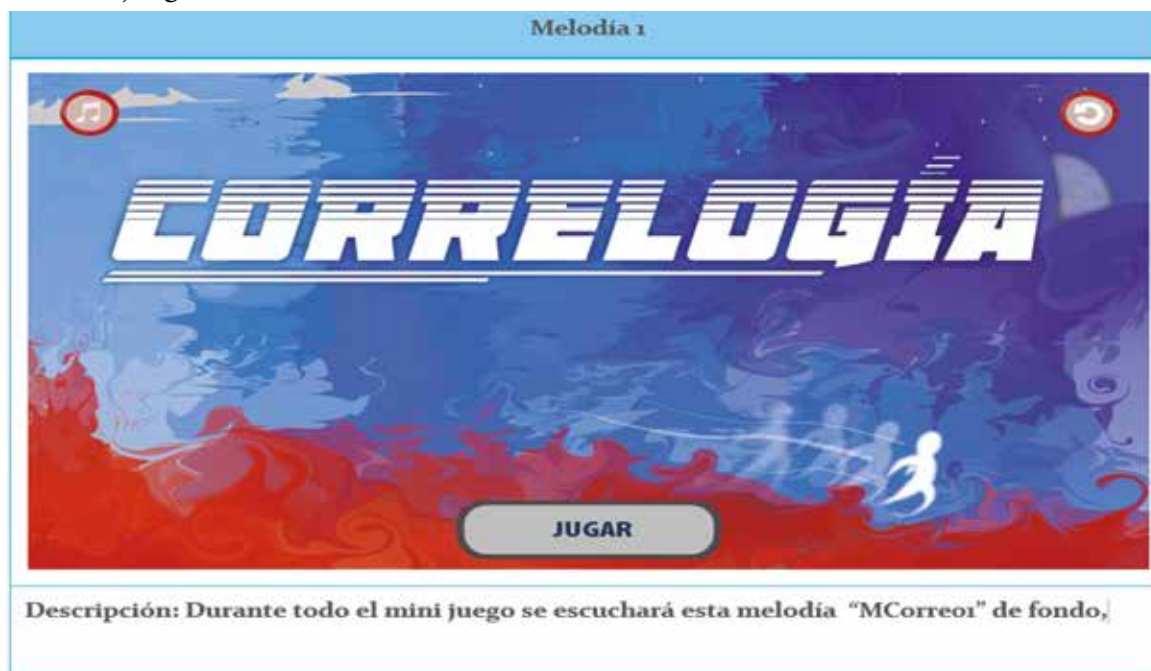 Melodía 1
CORRELOGÍA
JUGAR
Descripción: Durante todo el mini juego se escuchará esta melodía “MCorreo1” de fondo,